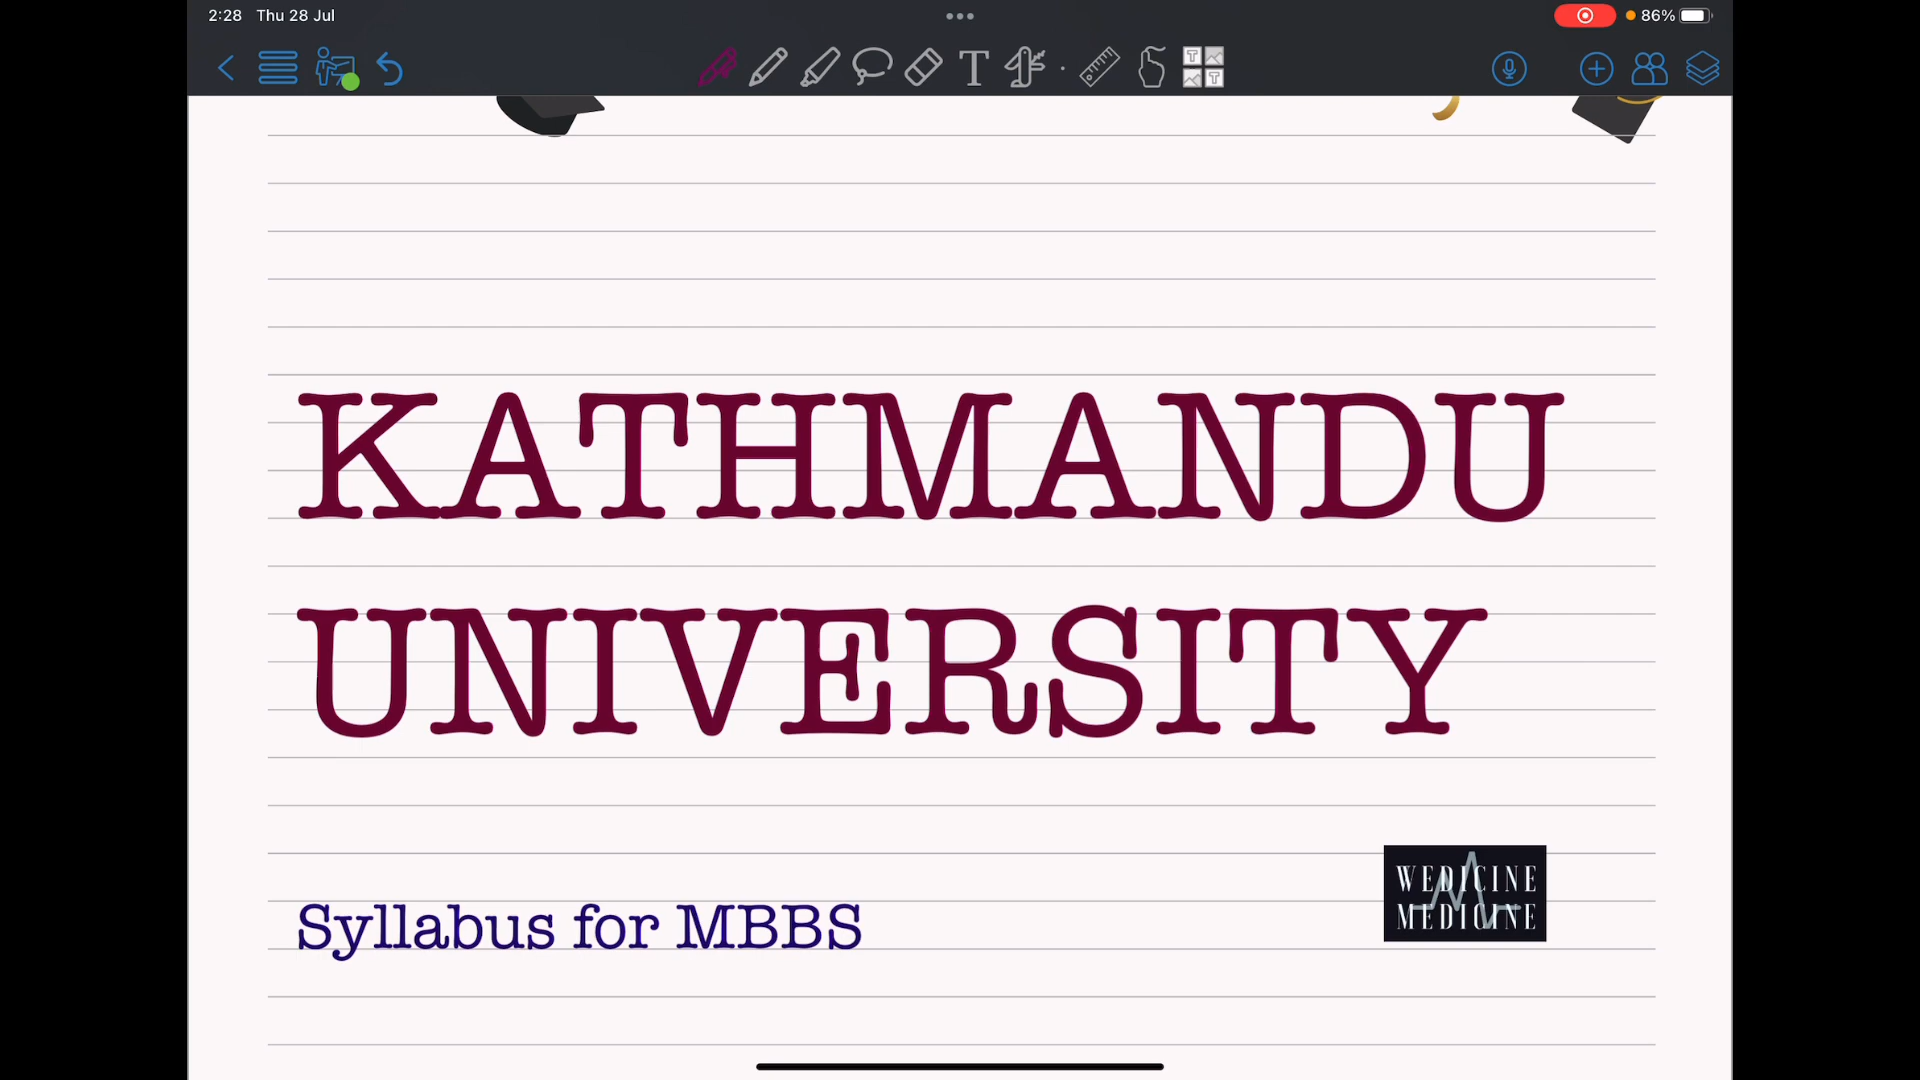 2:28 Thu 28 Jul
86%
KATHMANDU
UNIVERSITY
Syllabus for MBBS
WEDICINE
MEDICINE